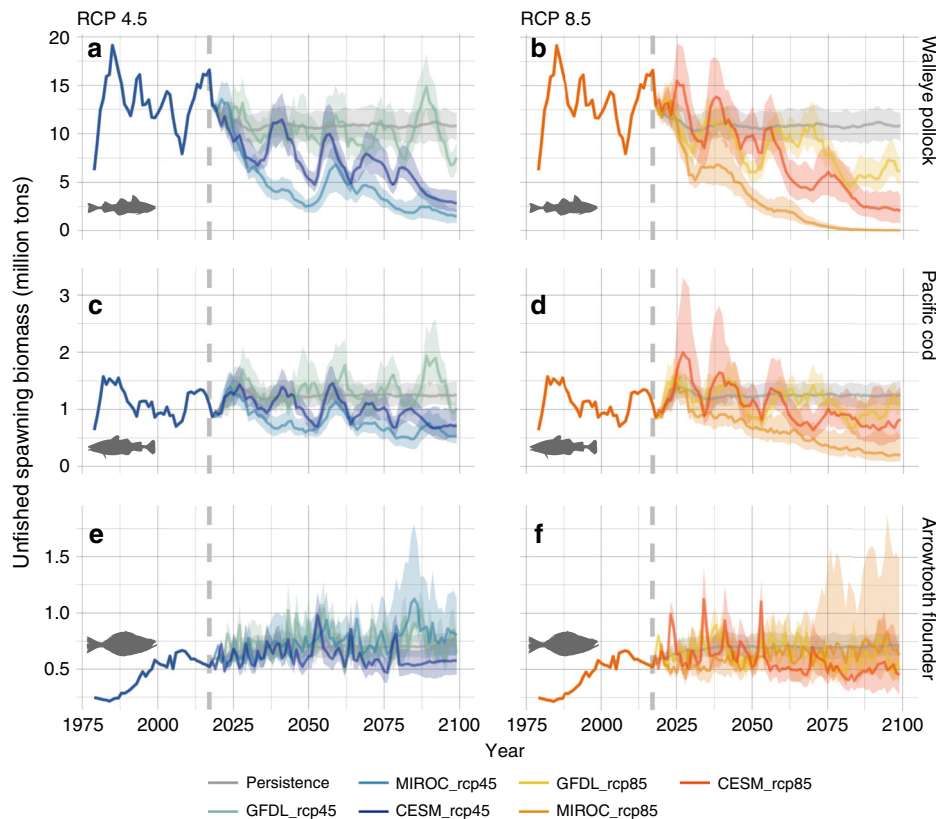 RCP 4.5
RCP 8.5
a
b
20
15
10
5
0
Walleye pollock
c
d
3
2
1
0
Pacific cod
e
f
1.5
1.0
0.5
Arrowtooth flounder
Unfished spawning biomass (million tons)
1975 2000 2025 2050 2075 2100
1975 2000 2025 2050 2075 2100
Year
Persistence MIROC_rcp45 GFDL_rcp85 CESM_rcp85
GFDL_rcp45 CESM_rcp45 MIROC_rcp85